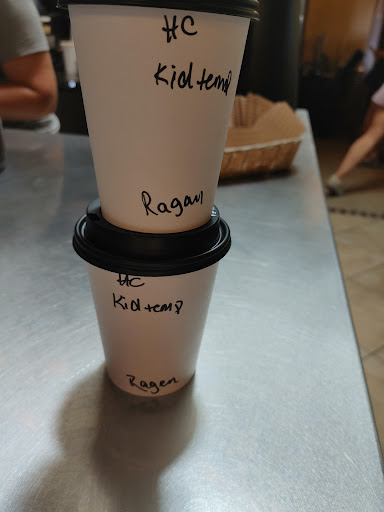 HC
Kid temp
Ragan
HC
Kid temp
Ragen